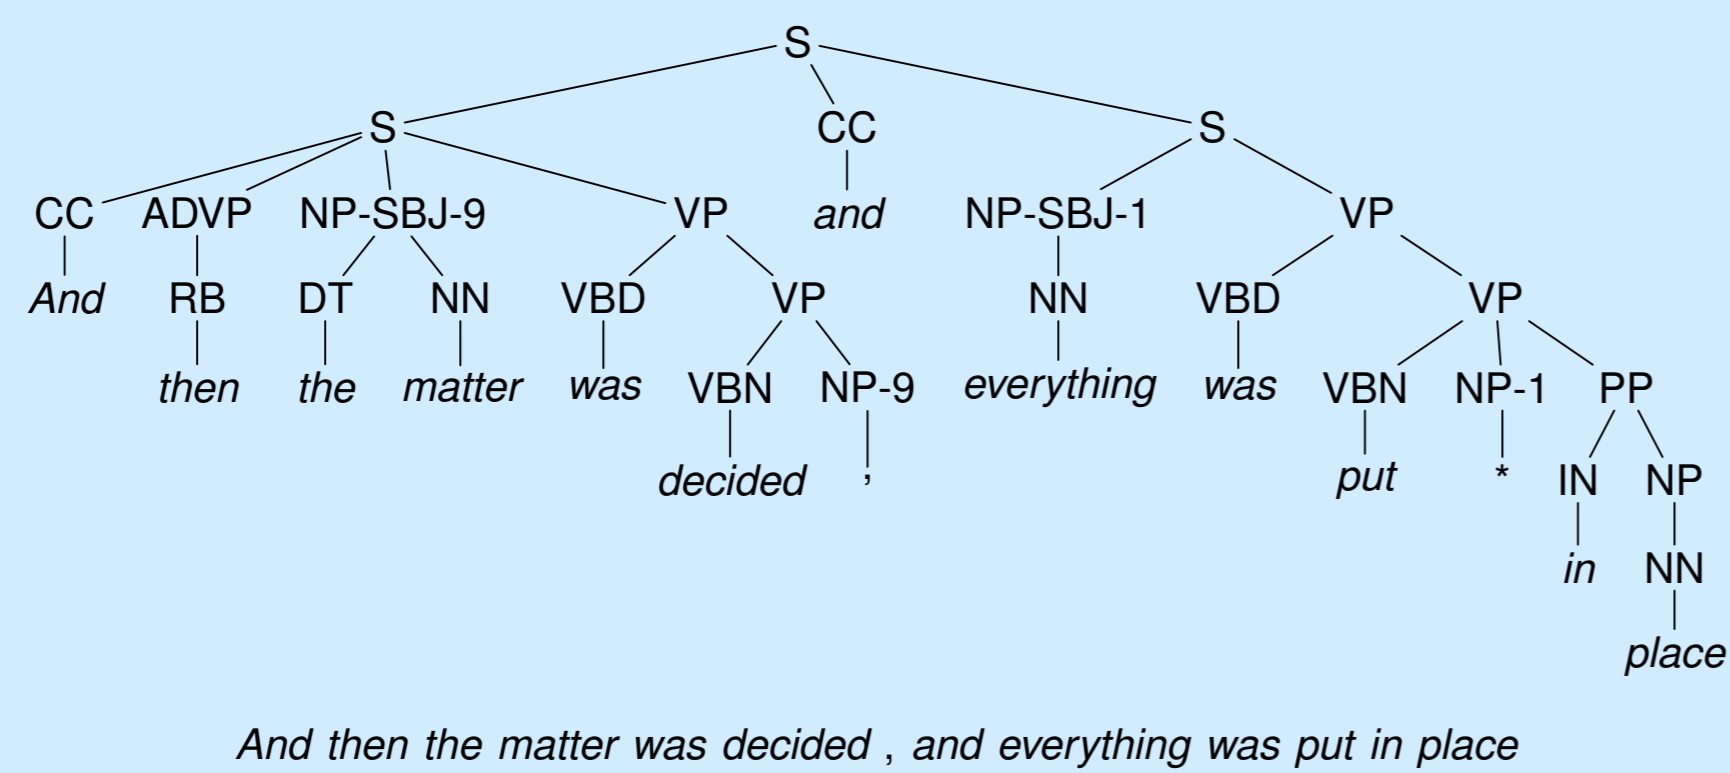 S
S CC S
CC ADVP NP-SBJ-9 VP and NP-SBJ-1 VP
And RB DT NN VBD VP NN VBD VP
then the matter was VBN NP-9 everything was VBN NP-1 PP
decided , put * IN NP
in NN
place
And then the matter was decided , and everything was put in place